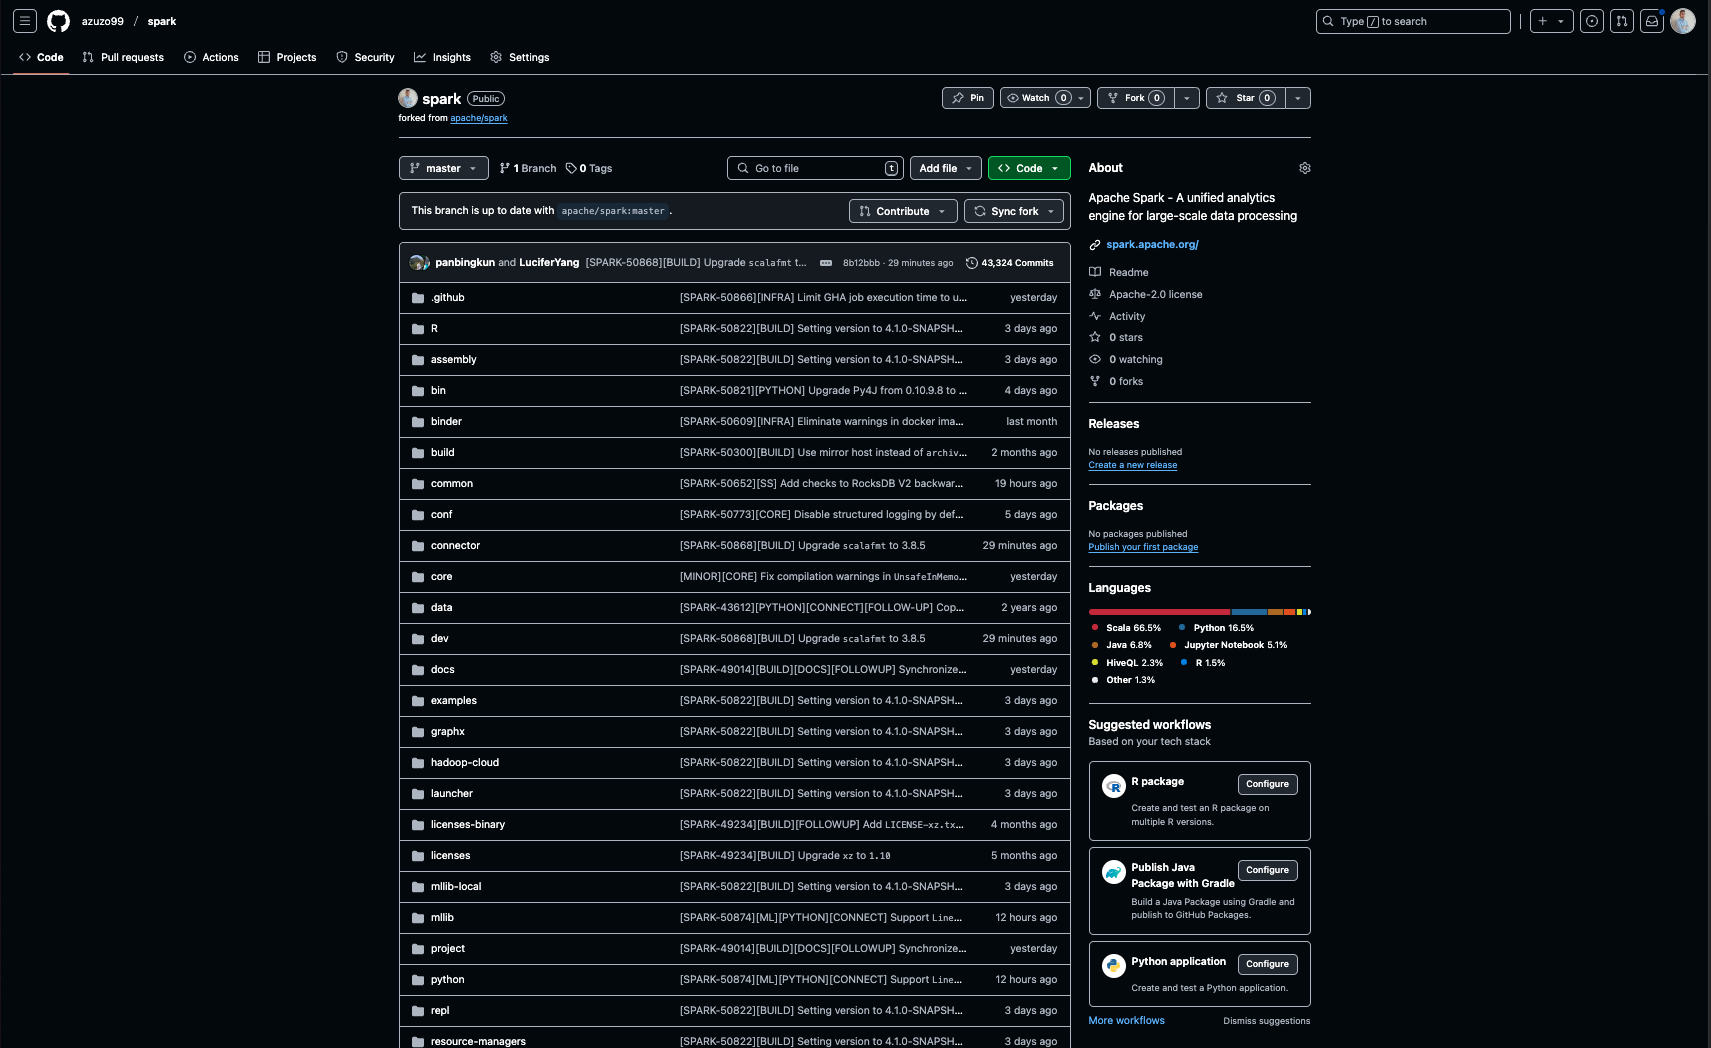 azuzo99 / spark
Type / to search
Code Pull requests Actions Projects Security Insights Settings
spark Public
forked from apache/spark
Pin Watch 0 Fork 0 Star 0
master 1 Branch 0 Tags Go to file t Add file Code
This branch is up to date with apache/spark:master.
Contribute Sync fork
panbingkun and LuciferYang [SPARK-50868][BUILD] Upgrade scalafmt t... 8b12bbb · 29 minutes ago 43,324 Commits
.github [SPARK-50866][INFRA] Limit GHA job execution time to u... yesterday
R [SPARK-50822][BUILD] Setting version to 4.1.0-SNAPSH... 3 days ago
assembly [SPARK-50822][BUILD] Setting version to 4.1.0-SNAPSH... 3 days ago
bin [SPARK-50821][PYTHON] Upgrade Py4J from 0.10.9.8 to ... 4 days ago
binder [SPARK-50609][INFRA] Eliminate warnings in docker ima... last month
build [SPARK-50300][BUILD] Use mirror host instead of archiv... 2 months ago
common [SPARK-50652][SS] Add checks to RocksDB V2 backwar... 19 hours ago
conf [SPARK-50773][CORE] Disable structured logging by def... 5 days ago
connector [SPARK-50868][BUILD] Upgrade scalafmt to 3.8.5 29 minutes ago
core [MINOR][CORE] Fix compilation warnings in UnsafeInMemo... yesterday
data [SPARK-43612][PYTHON][CONNECT][FOLLOW-UP] Cop... 2 years ago
dev [SPARK-50868][BUILD] Upgrade scalafmt to 3.8.5 29 minutes ago
docs [SPARK-49014][BUILD][DOCS][FOLLOWUP] Synchronize... yesterday
examples [SPARK-50822][BUILD] Setting version to 4.1.0-SNAPSH... 3 days ago
graphx [SPARK-50822][BUILD] Setting version to 4.1.0-SNAPSH... 3 days ago
hadoop-cloud [SPARK-50822][BUILD] Setting version to 4.1.0-SNAPSH... 3 days ago
launcher [SPARK-50822][BUILD] Setting version to 4.1.0-SNAPSH... 3 days ago
licenses-binary [SPARK-49234][BUILD][FOLLOWUP] Add LICENSE-xz.tx... 4 months ago
licenses [SPARK-49234][BUILD] Upgrade xz to 1.10 5 months ago
mllib-local [SPARK-50822][BUILD] Setting version to 4.1.0-SNAPSH... 3 days ago
mllib [SPARK-50874][ML][PYTHON][CONNECT] Support Line... 12 hours ago
project [SPARK-49014][BUILD][DOCS][FOLLOWUP] Synchronize... yesterday
python [SPARK-50874][ML][PYTHON][CONNECT] Support Line... 12 hours ago
repl [SPARK-50822][BUILD] Setting version to 4.1.0-SNAPSH... 3 days ago
resource-managers [SPARK-50822][BUILD] Setting version to 4.1.0-SNAPSH... 3 days ago
About
Apache Spark - A unified analytics
engine for large-scale data processing
spark.apache.org/
Readme
Apache-2.0 license
Activity
0 stars
0 watching
0 forks
Releases
No releases published
Create a new release
Packages
No packages published
Publish your first package
Languages
Scala 66.5% Python 16.5%
Java 6.8% Jupyter Notebook 5.1%
HiveQL 2.3% R 1.5%
Other 1.3%
Suggested workflows
Based on your tech stack
R package Configure
Create and test an R package on
multiple R versions.
Publish Java Configure
Package with Gradle
Build a Java Package using Gradle and
publish to GitHub Packages.
Python application Configure
Create and test a Python application.
More workflows Dismiss suggestions